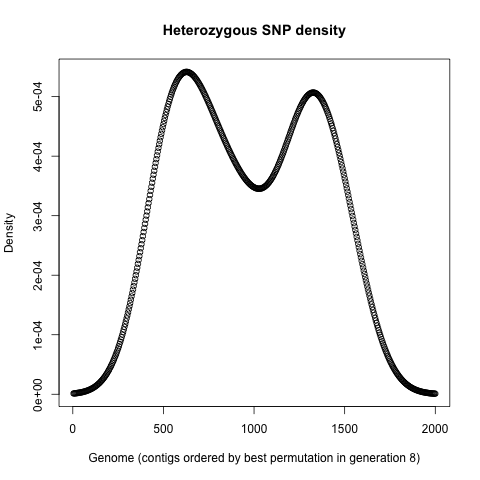 Heterozygous SNP density
Density
5e-04
4e-04
3e-04
2e-04
1e-04
0e+00
0 500 1000 1500 2000
Genome (contigs ordered by best permutation in generation 8)